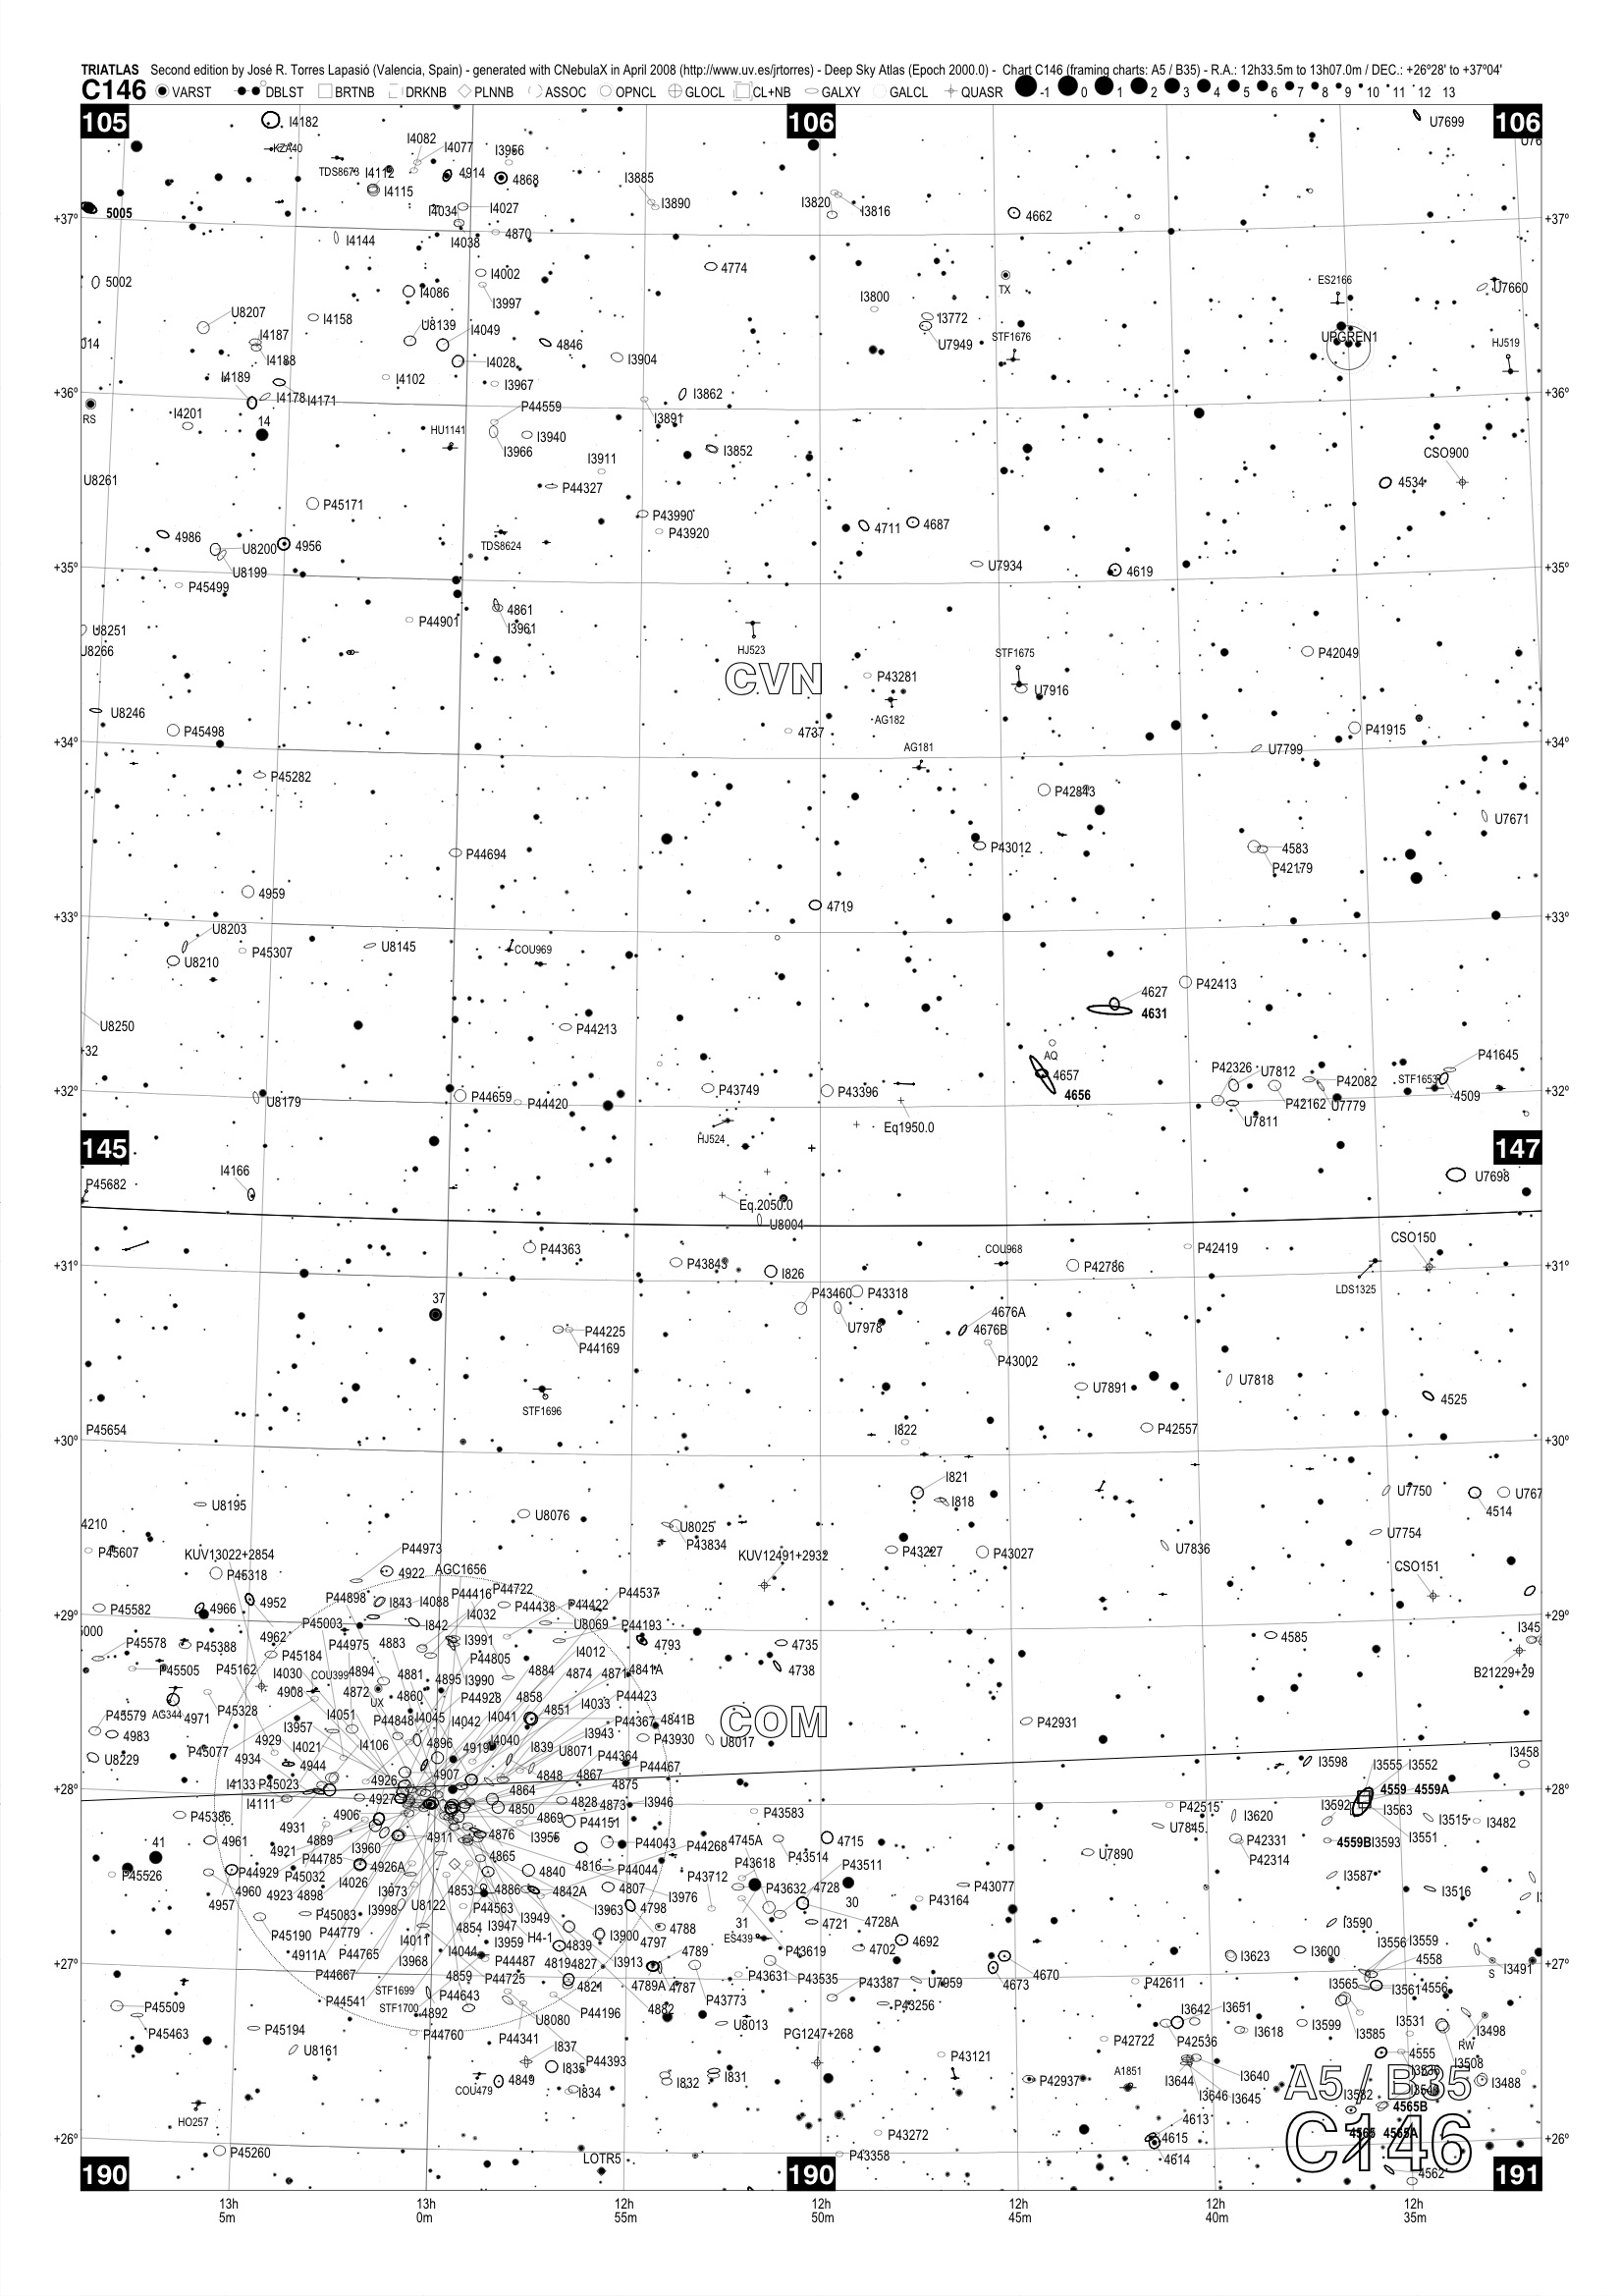 TRIATLAS Second edition by José R. Torres Lapasió (Valencia, Spain) - generated with CNebulaX in April 2008 (http://www.uv.es/jrtorres) - Deep Sky Atlas (Epoch 2000.0) - Chart C146 (framing charts: A5 / B35) - R.A.: 12h33.5m to 13h07.0m / DEC.: +26°28' to +37°04'
C146 VARST DBLST BRTNB DRKNB PLNNB ASSOC OPNCL GLOCL CL+NB GALXY GALCL QUASR -1 0 1 2 3 4 5 6 7 8 9 10 11 12 13
105 106 106
I4182 U7699
KZA40 I4082 I4077 I3956
TDS8673 I4112 4914 4868 I3885
I4115 I3890 I3820 I3816
5005 I4034 I4027 4662
+37° +37°
I4144 I4038 4870
5002 I4002 4774 TX
I4086 I3997 I3800 ES2166 U7660
U8207 I4158 U8139 I4049 I3772
I4187 4846 U7949 STF1676 UPGREN1 HJ519
I4188 I4028 I3904
I4189 I4102 I3967 I3862
+36° +36°
I4178 I4171
RS I4201 14 P44559 I3891
HU1141 I3940 I3852
I3966 I3911 CSO900
U8261 P44327 4534
P45171 P43990
4986 4956 P43920 4711 4687
U8200 TDS8624
U8199 U7934 4619
+35° +35°
P45499
P44901 4861
U8251 I3961
U8266 HJ523 STF1675 P42049
CVN P43281 U7916
U8246 AG182
P45498 4737 P41915
+34° +34°
AG181 U7799
P45282 P42843
U7671
P44694 P43012 4583
P42179
4959 4719
+33° +33°
U8203 P45307 U8145 COU969
U8210 P42413
4627
U8250 P44213 4631
+32 AQ
4657 P42326 U7812 P41645
P42082 STF1653
+32° +32°
U8179 P44659 P44420 P43749 P43396 4656 P42162 U7779 4509
Eq1950.0 U7811
HJ524
145 147
I4166 U7698
P45682 Eq.2050.0
U8004
P44363 P43843 I826 COU968 P42419 CSO150
+31° +31°
P42786 LDS1325
37 P43460 P43318
P44225 U7978 4676A
P44169 4676B
P43002
U7891 U7818
STF1696 4525
P45654 I822 P42557
+30° +30°
I821
U8195 I818 U7750 U767
U8076 4514
4210 U8025 U7754
P45607 KUV13022+2854 P44973 P43834 KUV12491+2932 P43227 P43027 U7836
P45318 4922 AGC1656 CSO151
P44898 P44416 P44722 P44537
P45582 4966 4952 I843 I4088 P44438 P44422
+29° +29°
P45003 I842 I4032 U8069 P44193
4962 P44975 4883 I3991 I4012 4793 4735 4585 I345
P45578 P45388 P45184 P44805
P45505 P45162 I4030 COU399 4894 4881 4895 I3990 4884 4874 4871 4841A 4738 B21229+29
4908 4872 4860 P44928 4858
AG344 UX 4851 I4033 P44423
P45579 4971 P45328 I4051 P44848 I4045 I4042 I4041 P44367 4841B P42931
4983 I3957 4896 I3943 P43930
U8229 4929 I4021 I4106 4919 I4040 I839 U8071 P44364 U8017
P45077 4934 4944 4907 P44467 COM
I3598 I3555 I3552 I3458
I4133 P45023 4926 4848 4867 4875
+28° +28°
4927 4864 4828 4873 I3946 4559 4559A
I4111 4906 4850 I3592 I3563
P45386 4931 4869 P44151 P43583 P42515 I3620 I3515 I3482
4961 4889 4911 4876 I3956 P44043 4745A 4715 U7845 I3551
41 4921 I3960 P44268 P43514 P42331 4559B I3593
P44785 4865 P43618 P43511 U7890 P42314
P45526 P44929 P45032 4926A 4840 4816 P44044 P43712
I4026 I3587
4960 4923 4898 I3973 4853 4886 4842A 4807 I3976 P43632 4728 30 P43077
4957 I3998 U8122 P44563 I3963 4798 P43164 I3516
P45083 I3949 4721 4728A
P45190 P44779 I4011 4854 I3947 H4-1 4788 31 I3590
4911A P44765 I3959 4839 I3900 4797 ES439 4702 4692 I3556 I3559
I3968 I4044 P44487 4819 4827 I3913 4789 P43619 I3623 I3600 4558
+27° +27°
P44667 4859 P44725 4821 4789A 4787 P43631 P43535 P43387 U7959 4670 P42611 I3565 I3561 4556 I3491
STF1699 P44643 4673 S
P45509 P44541 STF1700 4892 P44196 4882 P43773 P43256 I3642 I3651
P45463 P45194 P44760 U8080 U8013 I3618 I3599 I3531 I3498
P44341 PG1247+268 P42722 P42536 I3585 RW
U8161 I837 4555
COU479 P44393 I3508
4849 I835 I831 P43121 I3640
I834 I832 P42937 A1851 I3644 I3645 I3488
HO257 I3646 I3582
4565B
A5 / B35
4613
P43272 4615 4565 4565A
+26° +26°
P45260 LOTR5 P43358 4614 C146
4562
190 190 191
13h 13h 12h 12h 12h 12h 12h
5m 0m 55m 50m 45m 40m 35m